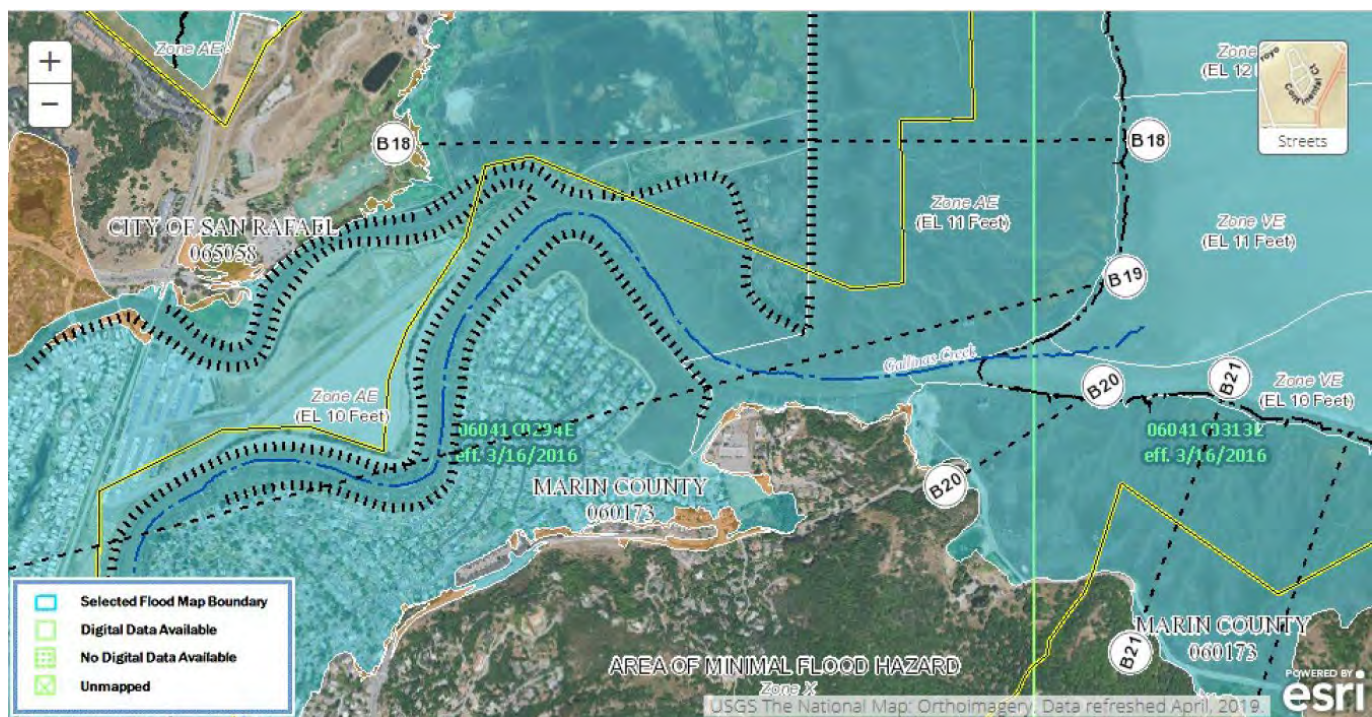 +
−
Zone AE
Zone
(EL 12
Streets
B18
B18
Zone AE
(EL 11 Feet)
Zone VE
(EL 11 Feet)
CITY OF SAN RAFAEL
065058
B19
Gallinas Creek
B20
B21
Zone AE
(EL 10 Feet)
Zone VE
(EL 10 Feet)
06041C0294E
eff. 3/16/2016
06041C0313E
eff. 3/16/2016
B20
MARIN COUNTY
060173
Selected Flood Map Boundary
Digital Data Available
No Digital Data Available
Unmapped
B21
MARIN COUNTY
060173
AREA OF MINIMAL FLOOD HAZARD
Zone X
POWERED BY
esri
USGS The National Map: Orthoimagery. Data refreshed April, 2019.